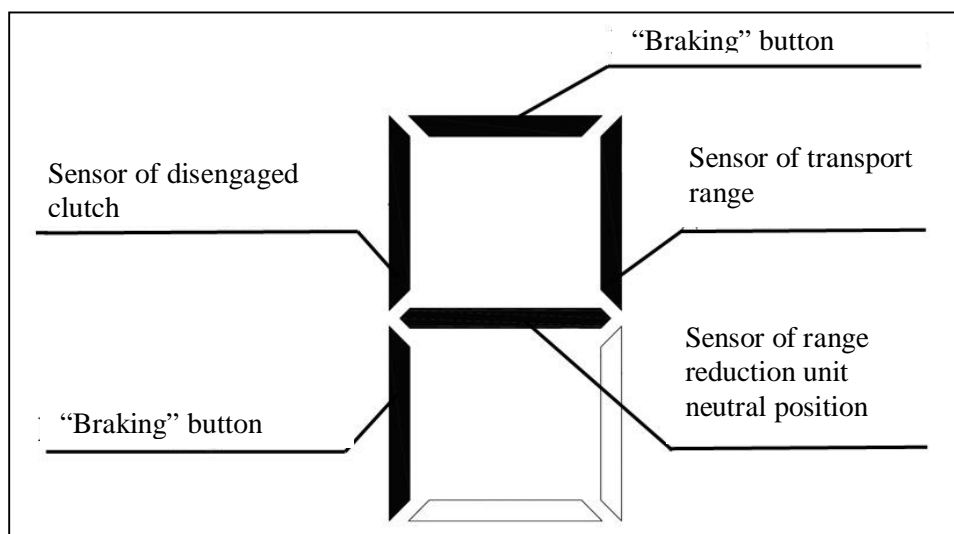 “Braking” button
Sensor of disengaged
clutch
Sensor of transport
range
Sensor of range
reduction unit
neutral position
“Braking” button